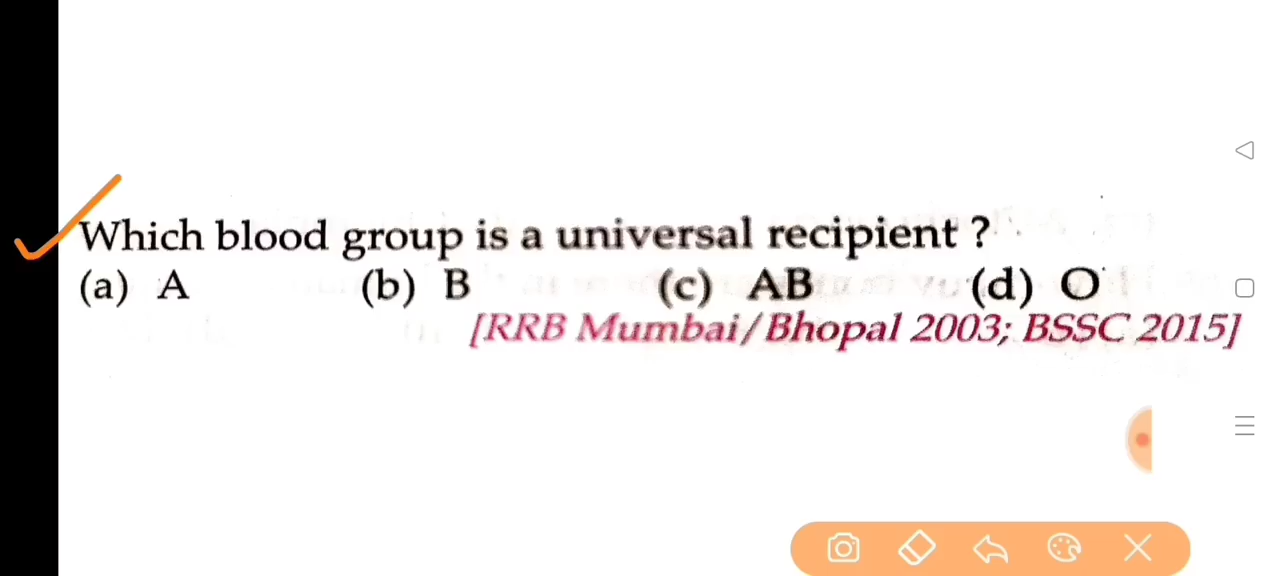 Which blood group is a universal recipient ?
(a) A (b) B (c) AB (d) O
[RRB Mumbai/Bhopal 2003; BSSC 2015]